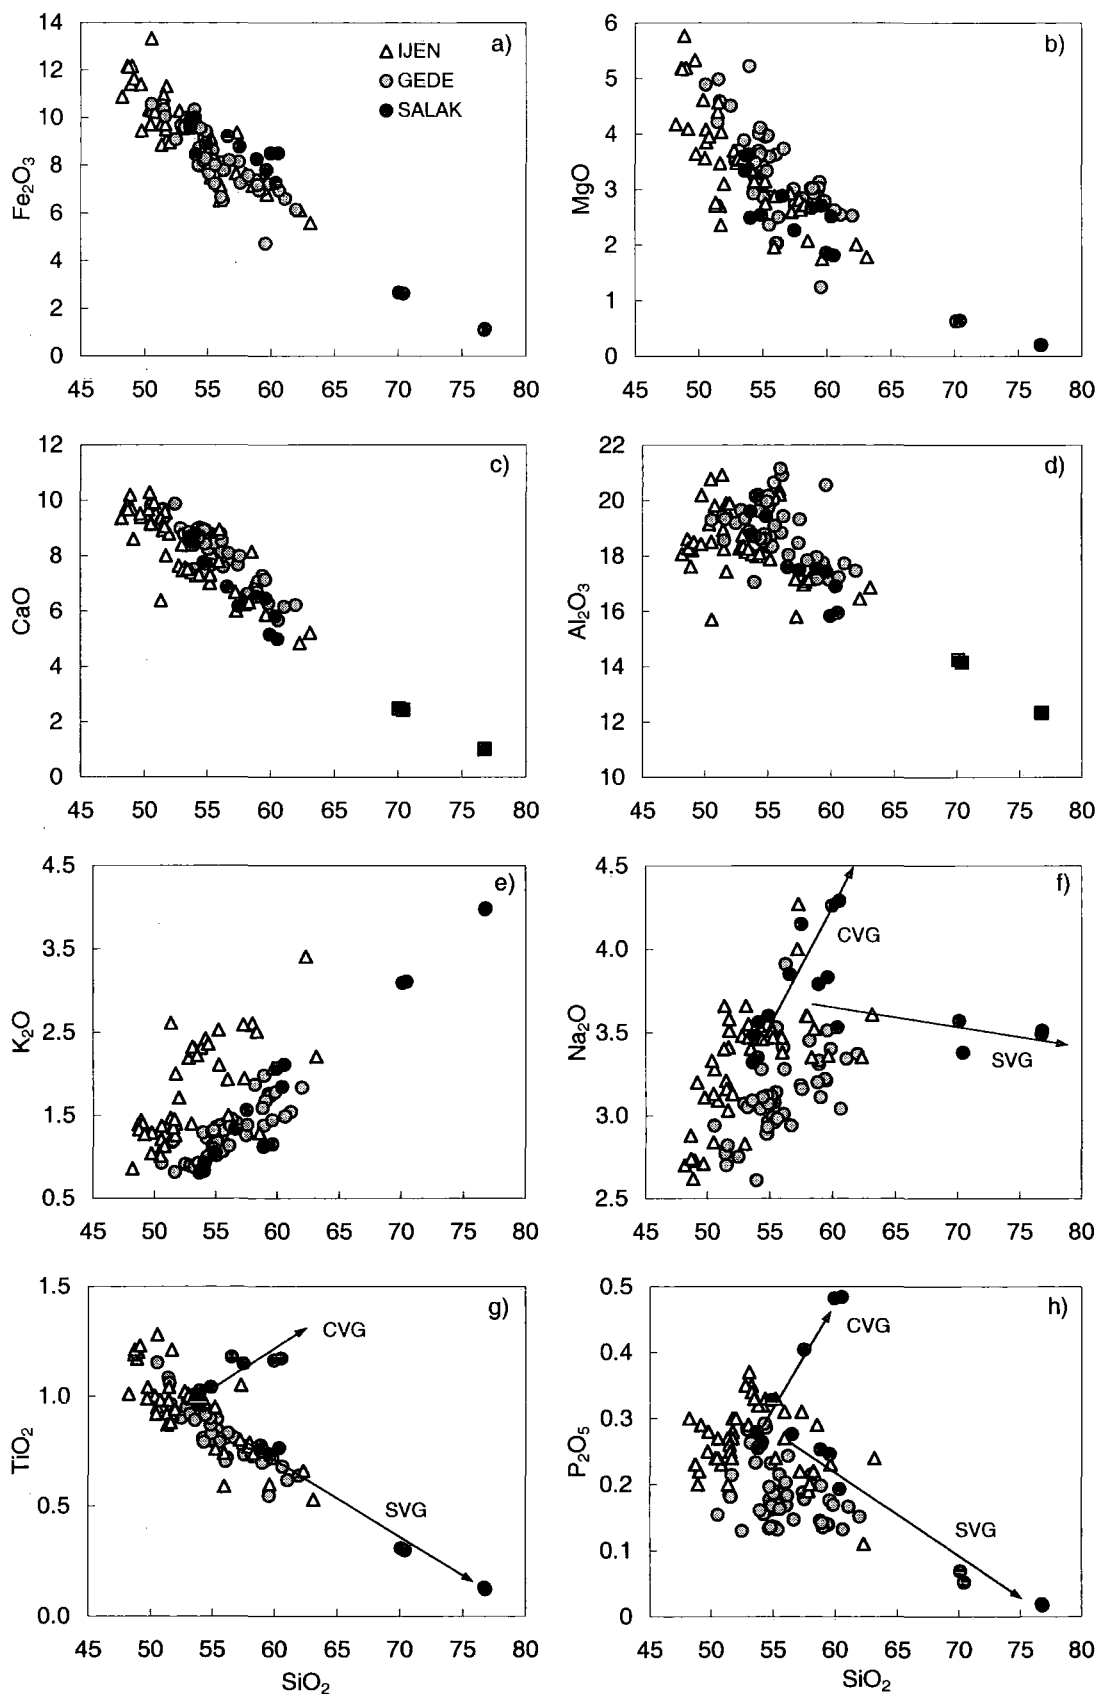 14
12
10
8
6
4
2
0
Fe2O3
a)
IJEN
GEDE
SALAK
45 50 55 60 65 70 75 80
6
5
4
3
2
1
0
MgO
b)
45 50 55 60 65 70 75 80
12
10
8
6
4
2
0
CaO
c)
45 50 55 60 65 70 75 80
22
20
18
16
14
12
10
Al2O3
d)
45 50 55 60 65 70 75 80
4.5
3.5
2.5
1.5
0.5
K2O
e)
45 50 55 60 65 70 75 80
4.5
4.0
3.5
3.0
2.5
Na2O
f)
CVG
SVG
45 50 55 60 65 70 75 80
1.5
1.0
0.5
0.0
TiO2
g)
CVG
SVG
45 50 55 60 65 70 75 80
SiO2
0.5
0.4
0.3
0.2
0.1
0
P2O5
h)
CVG
SVG
45 50 55 60 65 70 75 80
SiO2